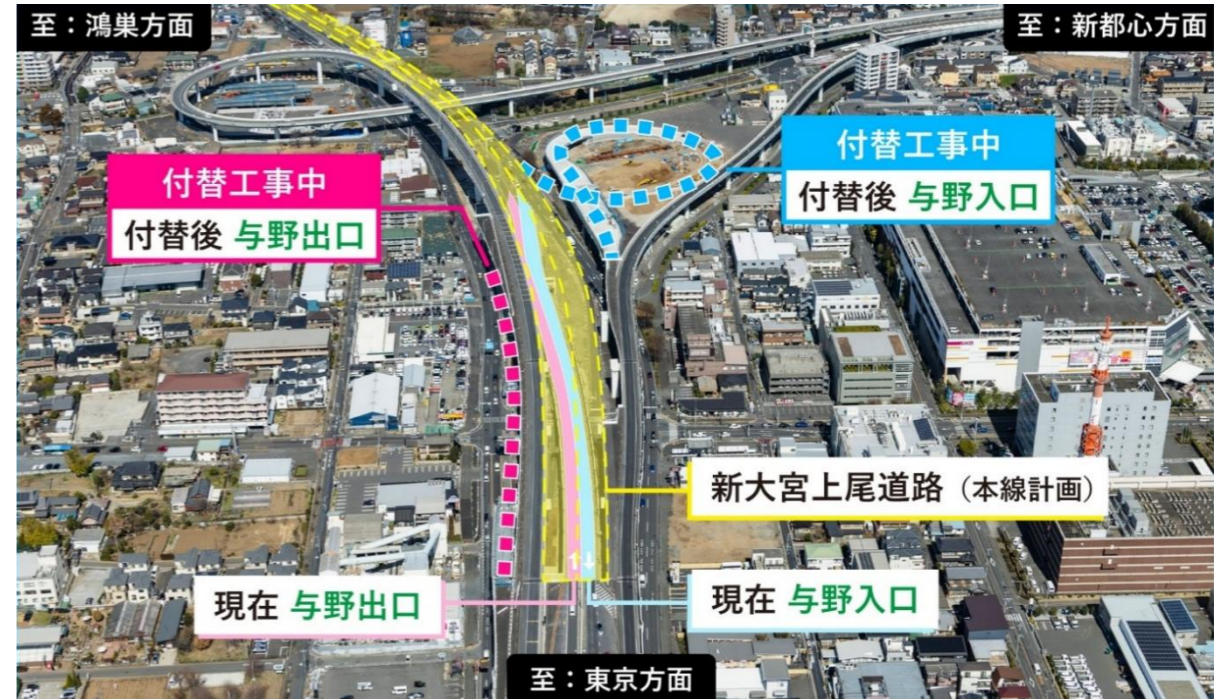 至：鴻巣方面
至：新都心方面
付替工事中
付替後 与野出口
付替工事中
付替後 与野入口
新大宮上尾道路（本線計画）
現在 与野出口
現在 与野入口
至：東京方面